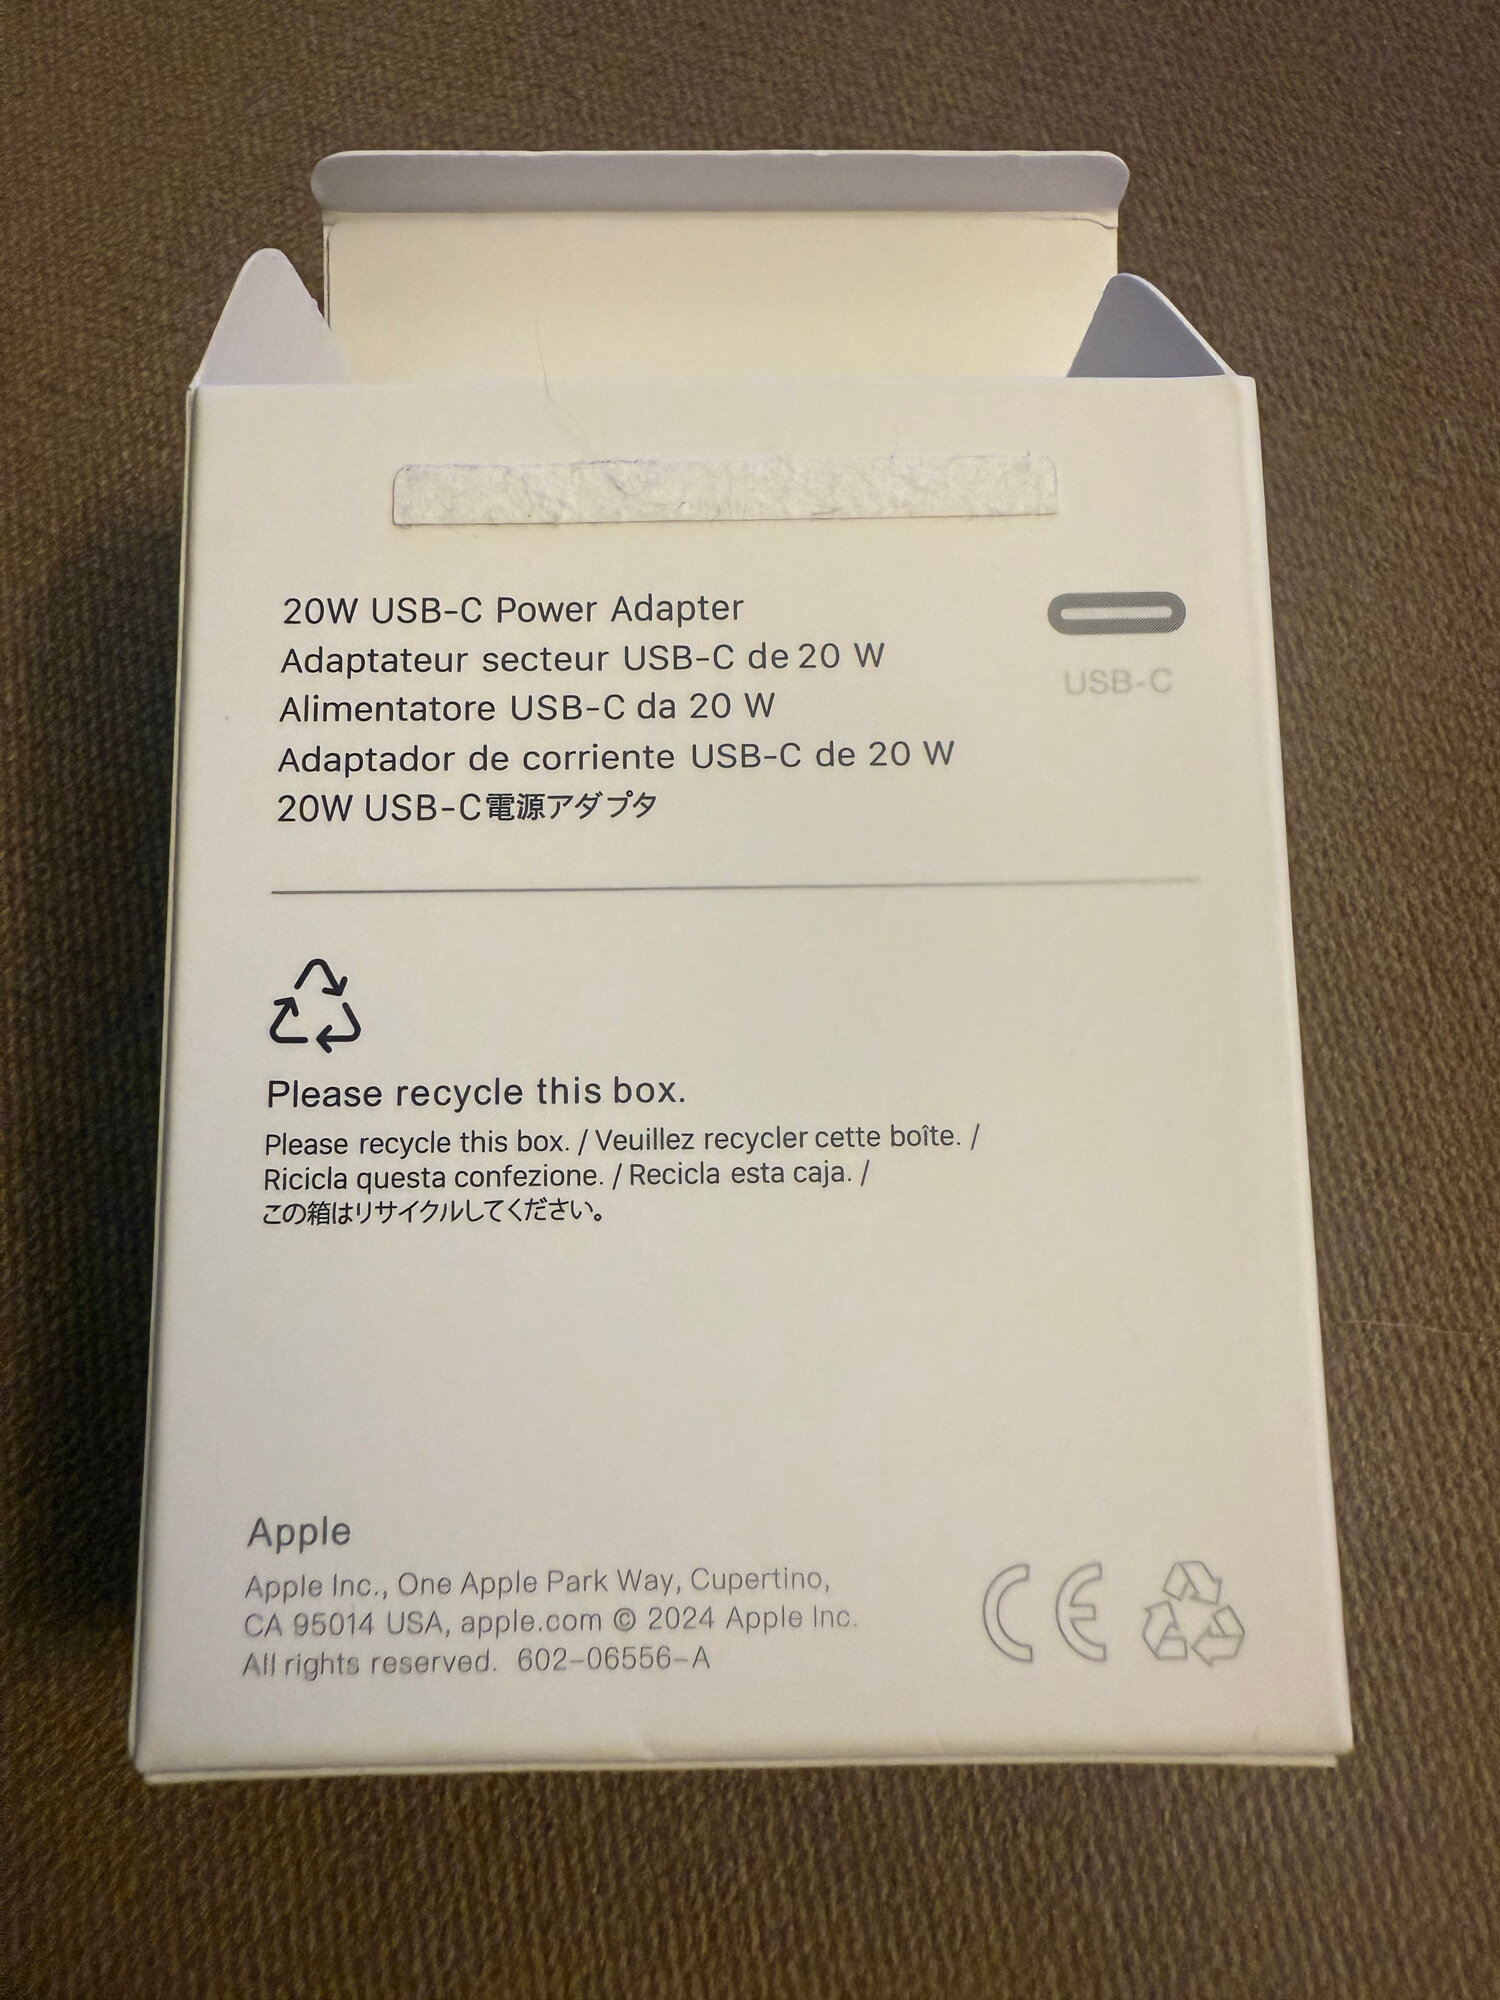 20W USB-C Power Adapter
Adaptateur secteur USB-C de 20 W
Alimentatore USB-C da 20 W
Adaptador de corriente USB-C de 20 W
20W USB-C電源アダプタ
USB-C
Please recycle this box.
Please recycle this box. / Veuillez recycler cette boîte. /
Ricicla questa confezione. / Recicla esta caja. /
この箱はリサイクルしてください。
Apple
Apple Inc., One Apple Park Way, Cupertino,
CA 95014 USA, apple.com © 2024 Apple Inc.
All rights reserved. 602-06556-A
CE